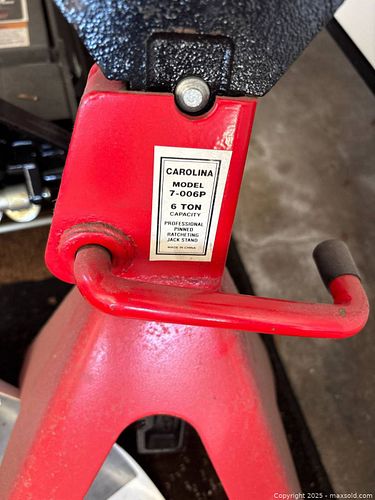 CAROLINA
MODEL
7-006P
6 TON
CAPACITY
PROFESSIONAL
PINNED
RATCHETING
JACK STAND
MADE IN CHINA
Copyright © 2025 - maxsold.com